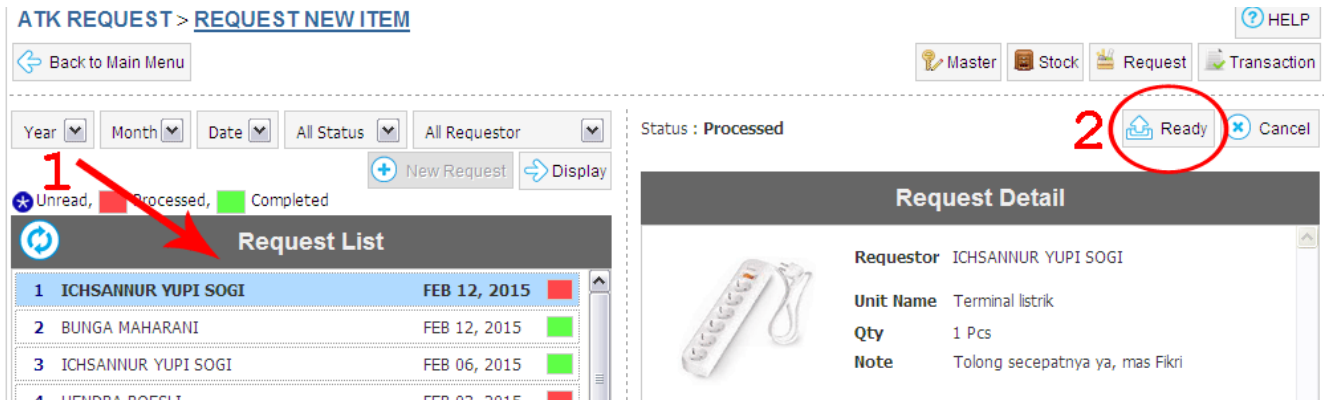 ATK REQUEST > REQUEST NEW ITEM
HELP
Back to Main Menu
Master Stock Request Transaction
Year Month Date All Status All Requestor
New Request Display
1
Unread, Processed, Completed
Request List
1 ICHSANNUR YUPI SOGI FEB 12, 2015
2 BUNGA MAHARANI FEB 12, 2015
3 ICHSANNUR YUPI SOGI FEB 06, 2015
Status : Processed
2
Ready Cancel
Request Detail
Requestor ICHSANNUR YUPI SOGI
Unit Name Terminal listrik
Qty 1 Pcs
Note Tolong secepatnya ya, mas Fikri